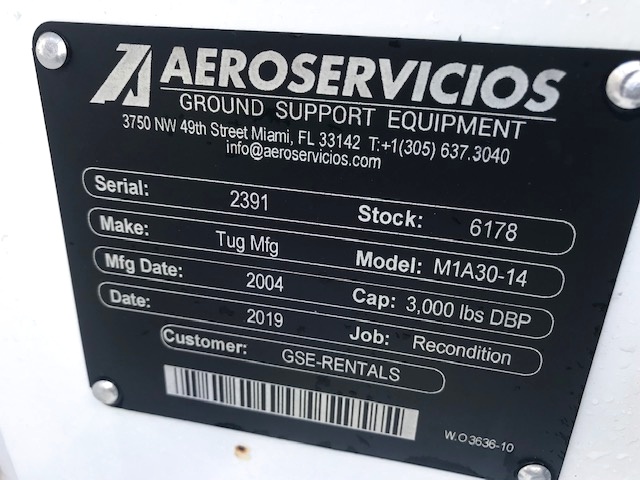 AEROSERVICIOS
GROUND SUPPORT EQUIPMENT
3750 NW 49th Street Miami, FL 33142 T:+1(305) 637.3040
info@aeroservicios.com
Serial: 2391 Stock: 6178
Make: Tug Mfg Model: M1A30-14
Mfg Date: 2004 Cap: 3,000 lbs DBP
Date: 2019 Job: Recondition
Customer: GSE-RENTALS
W.O3636-10